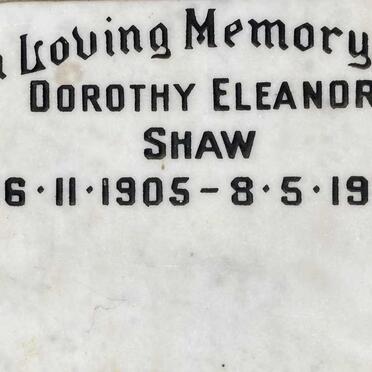 Loving Memory
DOROTHY ELEANOR
SHAW
6·11·1905–8·5·19